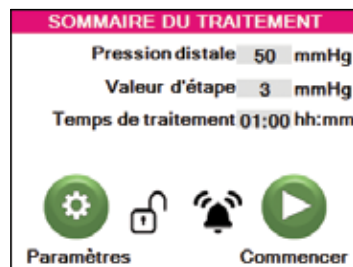 SOMMAIRE DU TRAITEMENT
Pression distale 50 mmHg
Valeur d'étape 3 mmHg
Temps de traitement 01:00 hh:mm
Paramètres Commencer